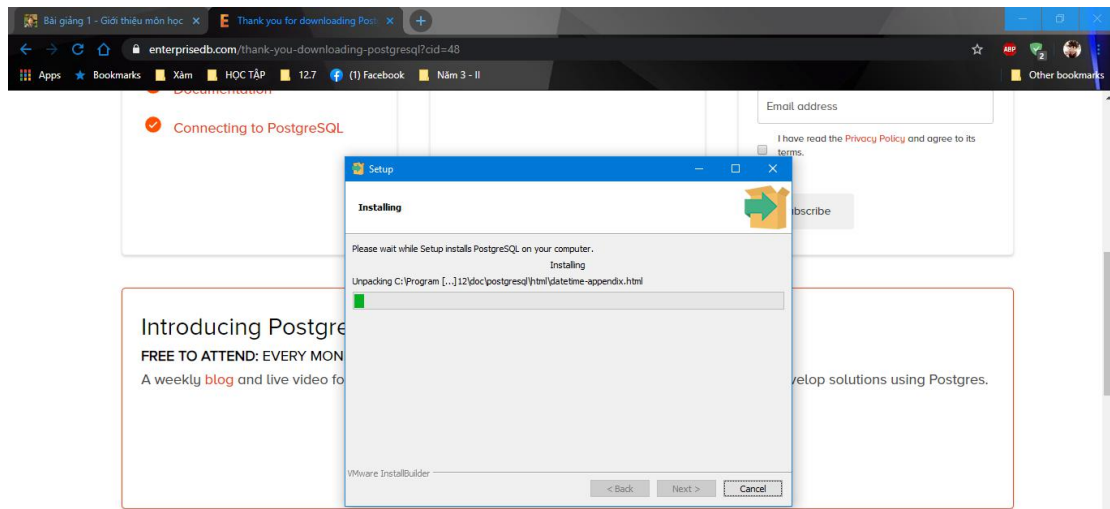 Bài giảng 1 - Giới thiệu môn học
Thank you for downloading Post
enterprisedb.com/thank-you-downloading-postgresql?cid=48
ABP
2
Apps
Bookmarks
Xàm
HỌC TẬP
12.7
(1) Facebook
Năm 3 - II
Other bookmarks
Documentation
Connecting to PostgreSQL
Email address
I have read the Privacy Policy and agree to its
terms.
bscribe
Setup
Installing
Please wait while Setup installs PostgreSQL on your computer.
Installing
Unpacking C:\Program [...]12\doc\postgresql\html\datetime-appendix.html
VMware InstallBuilder
< Back
Next >
Cancel
Introducing Postgre
FREE TO ATTEND: EVERY MON
A weekly blog and live video fo
velop solutions using Postgres.